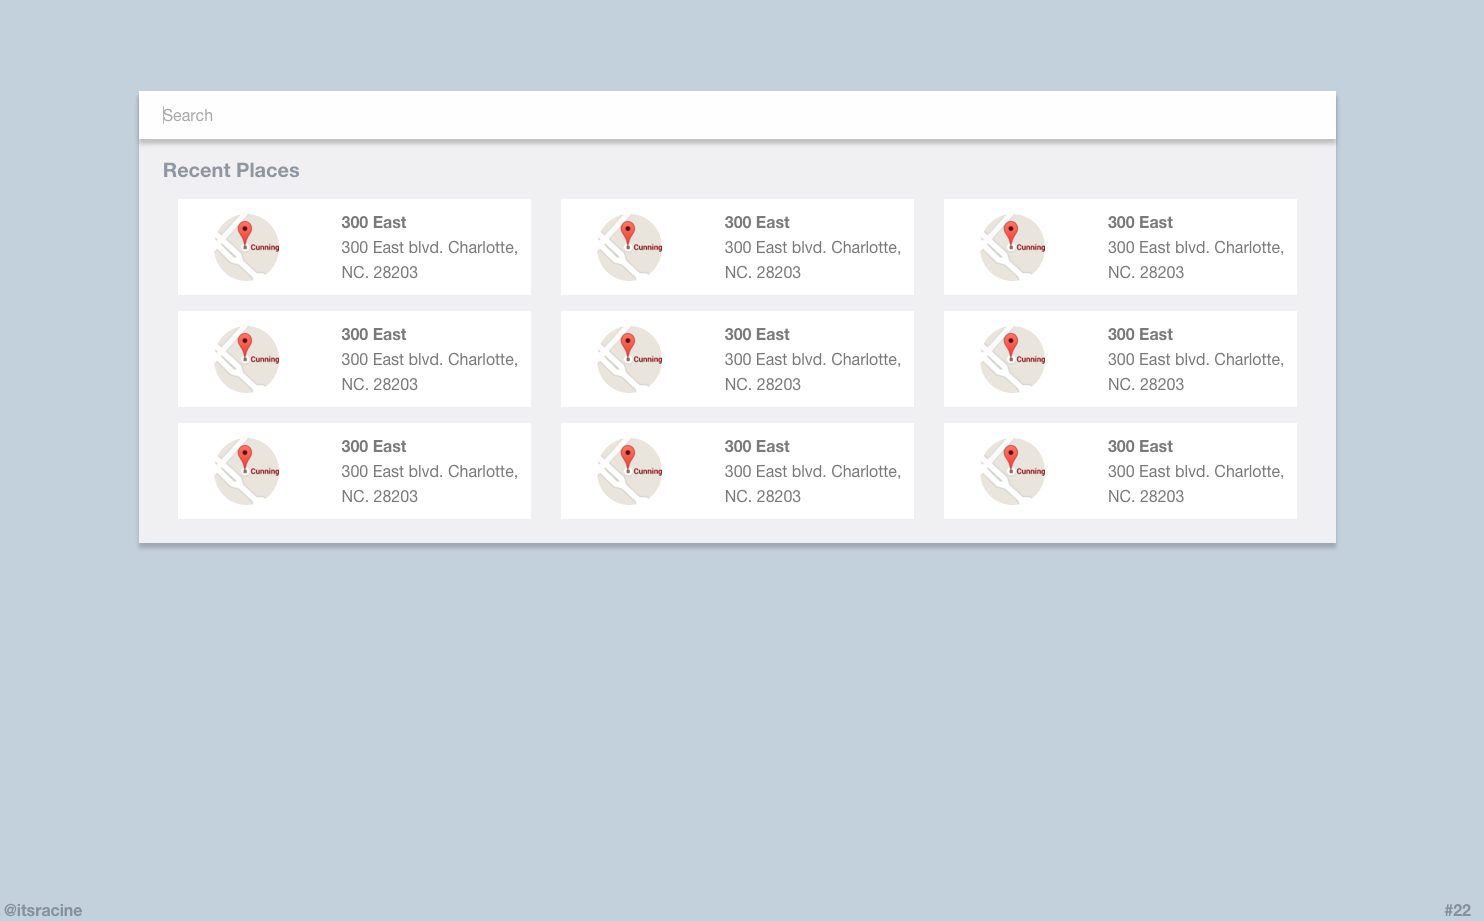 Search
Recent Places
Cunning
300 East
300 East blvd. Charlotte,
NC. 28203
Cunning
300 East
300 East blvd. Charlotte,
NC. 28203
Cunning
300 East
300 East blvd. Charlotte,
NC. 28203
Cunning
300 East
300 East blvd. Charlotte,
NC. 28203
Cunning
300 East
300 East blvd. Charlotte,
NC. 28203
Cunning
300 East
300 East blvd. Charlotte,
NC. 28203
Cunning
300 East
300 East blvd. Charlotte,
NC. 28203
Cunning
300 East
300 East blvd. Charlotte,
NC. 28203
Cunning
300 East
300 East blvd. Charlotte,
NC. 28203
@itsracine
#22